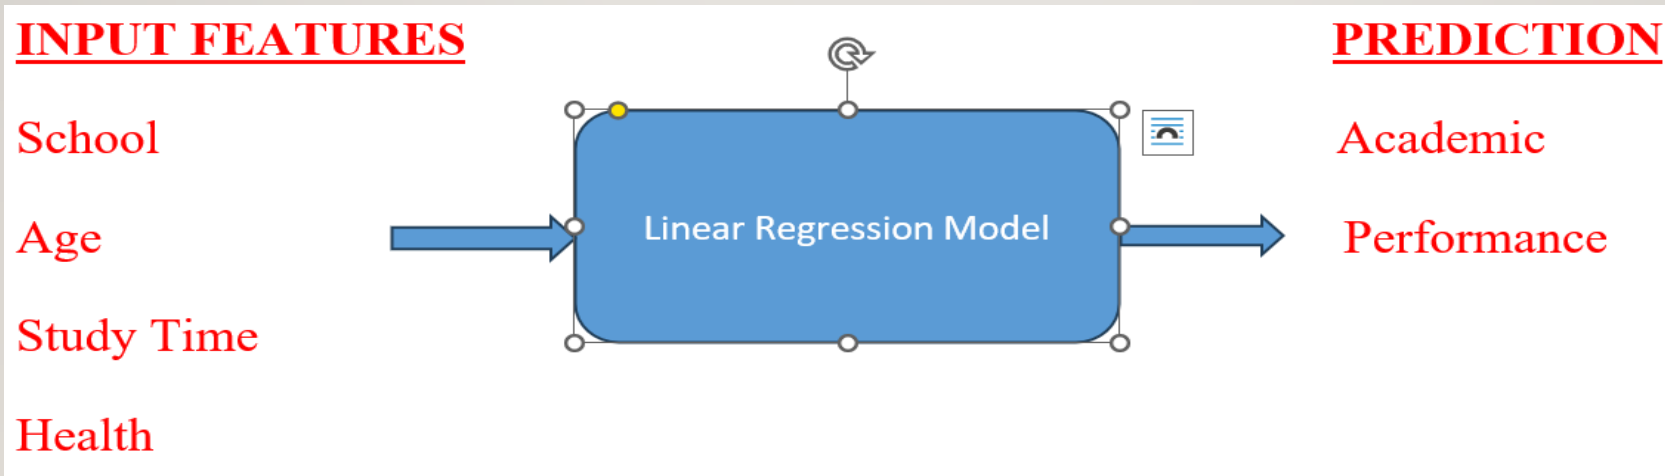 INPUT FEATURES
School
Age
Study Time
Health
Linear Regression Model
PREDICTION
Academic
Performance